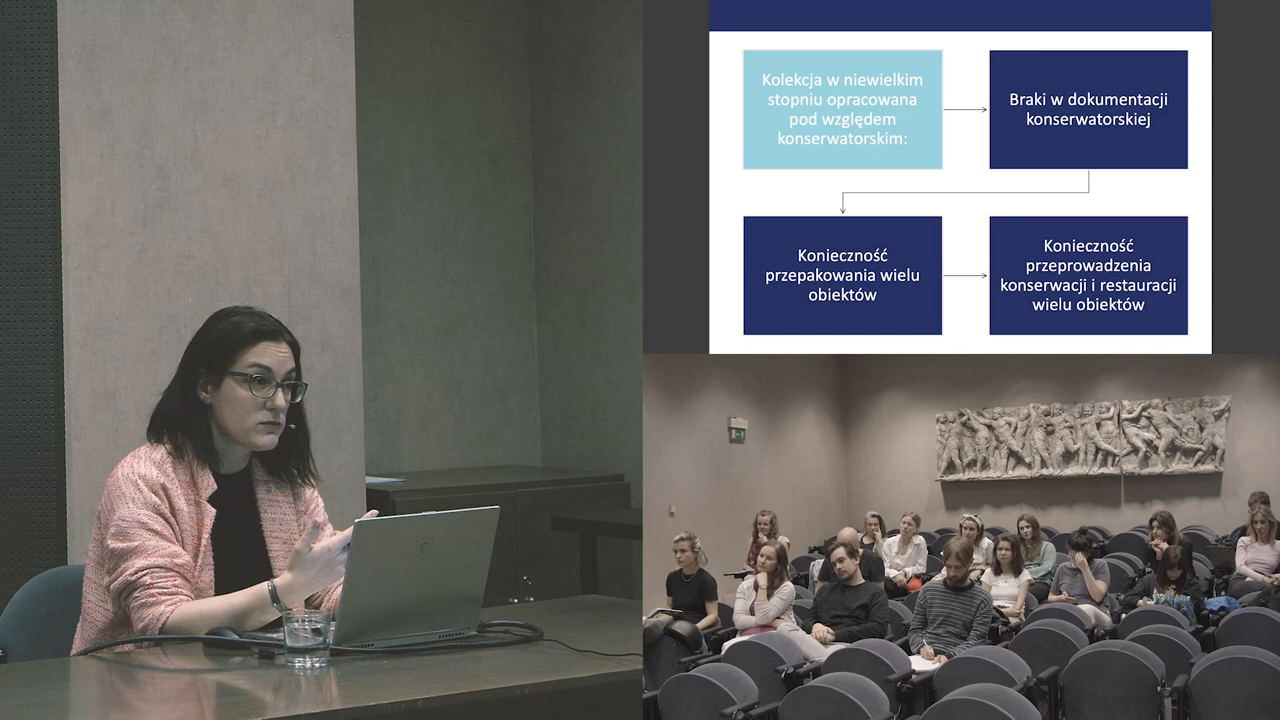 Kolekcja w niewielkim
stopniu opracowana
pod względem
konserwatorskim:
Braki w dokumentacji
konserwatorskiej
Konieczność
przepakowania wielu
obiektów
Konieczność
przeprowadzenia
konserwacji i restauracji
wielu obiektów